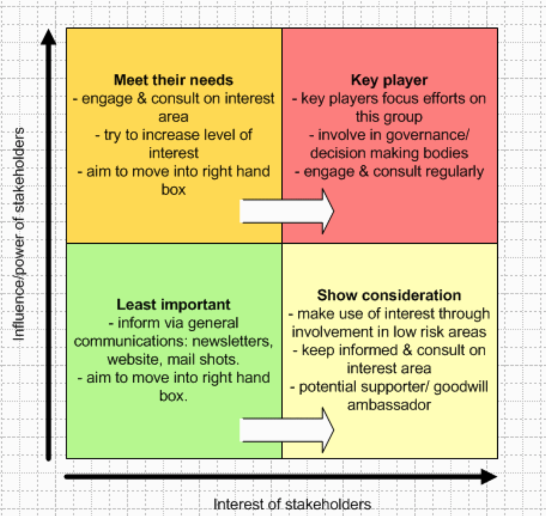 Influence/power of stakeholders
Meet their needs
- engage & consult on interest
area
- try to increase level of
interest
- aim to move into right hand
box
Key player
- key players focus efforts on
this group
- involve in governance/
decision making bodies
- engage & consult regularly
Least important
- inform via general
communications: newsletters,
website, mail shots.
- aim to move into right hand
box.
Show consideration
- make use of interest through
involvement in low risk areas
- keep informed & consult on
interest area
- potential supporter/ goodwill
ambassador
Interest of stakeholders